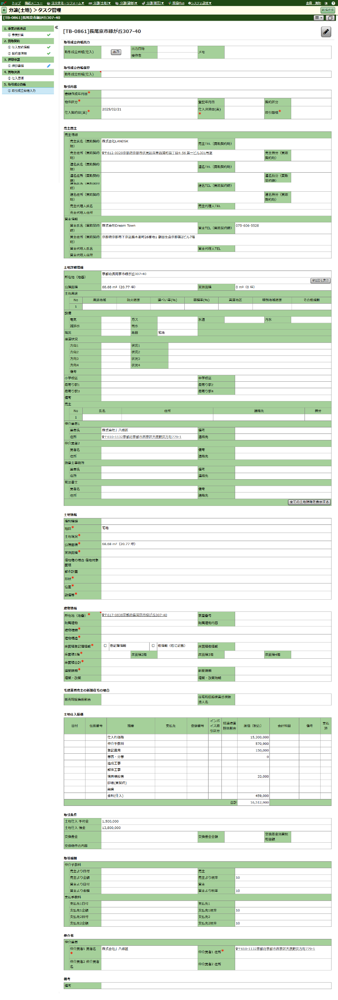 トップ 機能メニュー 注文住宅・リフォーム▼ 分譲(土地)▼ 分譲(建物)▼ 分譲(販売)▼ 現場Plus システム設定▼ 金森 満和
分譲(土地) ＞タスク管理 新規作成
[TB-0861]長尾京市緑が丘307-40
1. 事業計画承認
① 事業計画
2. 買取契約
① 仕入契約情報
② 契約者情報
3. 押印申請
① 押印書類
4. 買取決済
① 仕入原価
5. 取引成立台帳
① 取引成立台帳入力
[TB-0861]長尾京市緑が丘307-40
取引成立台帳出力
取引成立台帳(仕入) 出力 出力日時 メモ
操作者
取引成立台帳保存
取引成立台帳(仕入)
取引内容
書類作成年月日*
物件区分* 登記年月日 契約区分
仕入契約日(実)* 2025/02/21 仕入決済日(実)* 取引態様*
売主買主
売主情報
売主氏名（買取契約時） 株式会社LANDSK 売主TEL（買取契約時）
売主住所（買取契約時） 〒612-0029京都府京都市伏見区深草西浦町四丁目4-56 第一ビル301号室 売主持分（買取契約時）
連名氏名（買取契約時） 連名TEL（買取契約時）
連名住所（買取契約時） 連名持分（買取契約時）
連名氏名（買取契約時） 連名TEL（買取契約時）
連名住所（買取契約時） 連名持分（買取契約時）
売主代理人氏名 売主代理人TEL
売主代理人住所
買主情報
買主氏名（買取契約時） 株式会社Dream Town 買主TEL（買取契約時） 075-606-5528
買主住所（買取契約時） 京都府京都市下京区藤本寄町26番地1 朝日生命京都第2ビル7階
買主代理人氏名 買主代理人TEL
買主代理人住所
土地詳細情報
所在地（地番） 京都府長岡京市緑が丘307-40
地図を表示
公簿面積 68.68 m²（20.77 坪） 実測面積 0 m²（0 坪）
土地用途
No 用途地域 防火指定 建ぺい率(%) 容積率(%) 高度地区 特別地域指定 その他規制
1
設備
電気 ガス 水道 汚水
雑排水 雨水
現況 地目 宅地
接道状況
方向1 状況1
方向2 状況2
方向3 状況3
方向4 状況4
備考
小学校区 中学校区
最寄り駅1 最寄り駅2
最寄り駅3 最寄り駅4
備考
売主
No 氏名 住所 連絡先 持分
1
仲介業者1
業者名 株式会社J 八坂匠 備考
住所 〒610-1132京都府京都市西京区大原野灰方町779-1 連絡先
仲介業者2
業者名 備考
住所 連絡先
測量士事務所
業者名 備考
住所 連絡先
司法書士
業者名 備考
住所 連絡先
全ての土地情報を表示する
土地情報
権利種類
地目* 宅地
土地現況*
公簿面積* 68.68 m²（20.77 坪）
実測面積*
借地権の場合 借地対象面積
都市計画
形状*
位置*
設備等*
建物情報
所在地（地番）* 〒617-0838京都府長岡京市緑が丘307-40 家屋番号
附属建物 附属建物内容
建物種類*
建物構造*
床面積登記簿情報* 登記簿情報 他情報（右に記載） 床面積他情報
床面積1階* 床面積2階 床面積3階 床面積4階
床面積合計*
建築時期* 新築時期
増築・改築 増築・改築時期
宅建業者売主の新築住宅の場合
販売瑕疵負担割合 住宅瑕疵担保責任保険法人名
土地仕入原価
日付 伝票番号 摘要 支払先 登録番号 インボイス取引区分 経過措置控除割合 原価（税込） 会計科目 備考 支払済
仕入れ価格 15,300,000
仲介手数料 570,900
登記費用 150,000
筆界・分筆 0
造成工事
解体工事
境界標設置 33,000
印紙(買契約)
融資
金利(仕入) 459,000
合計 16,512,900
取引条件
土地仕入 手付金 1,500,000
土地仕入 残金 13,800,000
交換差金 交換差金金額 交換差金消費税相当額
交換物件の内容
取引報酬
仲介手数料
売主より日付 売主
売主より金額 売主より税率 10
買主より日付 買主
買主より金額 買主より税率 10
支払手数料
支払先1日付 支払先1
支払先1金額 支払先1税率 10
支払先2日付 支払先2
支払先2金額 支払先2税率 10
仲介者
仲介業者
仲介業者1 業者名* 株式会社J 八坂匠 仲介業者1 住所* 〒610-1132京都府京都市西京区大原野灰方町779-1
仲介業者2 仲介業者名 仲介業者2 住所
備考
備考